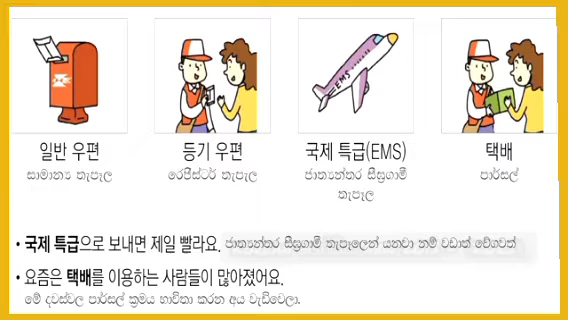 EMS
일반 우편
등기 우편
국제 특급(EMS)
택배
සාමාන්‍ය තැපෑල
රෙජිස්ටර් තැපැල
ජාත්‍යන්තර සීඝ්‍රගාමී
තැපෑල
පාර්සල්
• 국제 특급으로 보내면 제일 빨라요. ජාත්‍යන්තර සීඝ්‍රගාමී තැපෑලෙන් යනවා නම් වඩාත් වේගවත්
• 요즘은 택배를 이용하는 사람들이 많아졌어요.
මේ දවස්වල පාර්සල් ක්‍රමය භාවිතා කරන අය වැඩිවෙලා.